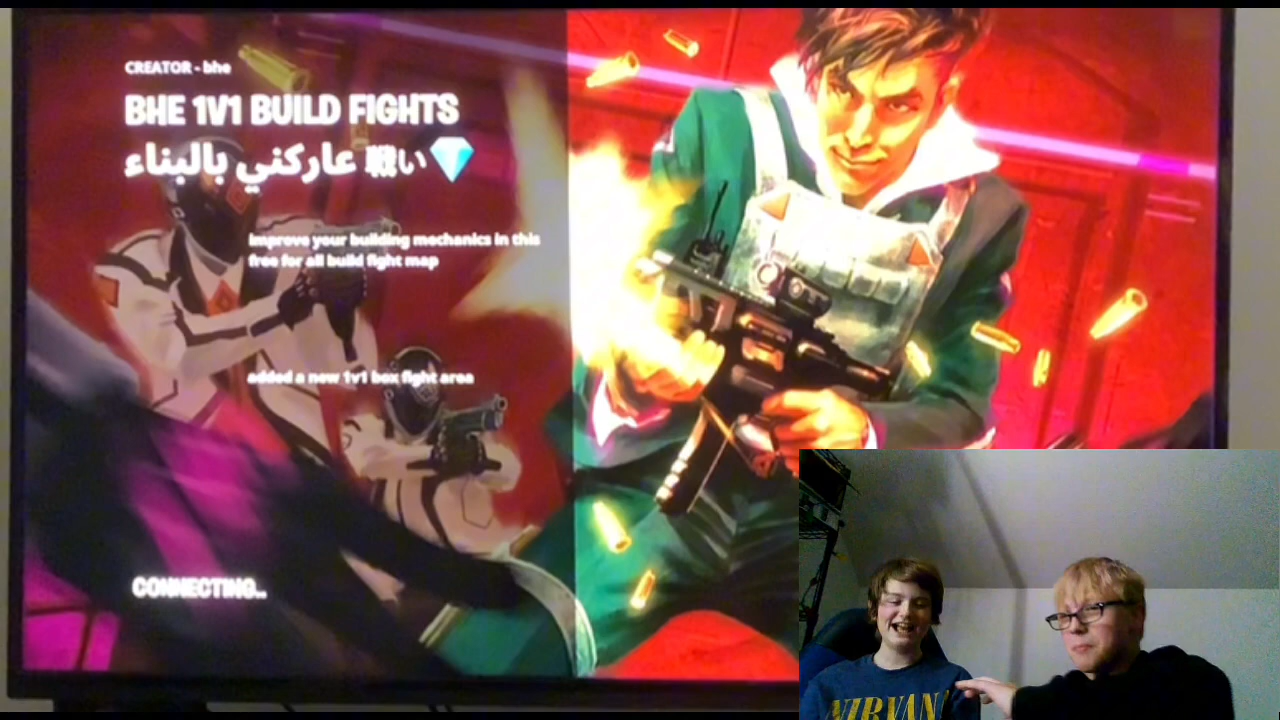 CREATOR - bhe
BHE 1V1 BUILD FIGHTS
عاركني بالبناء 戦い
Improve your building mechanics in this
free for all build fight map
added a new 1v1 box fight area
CONNECTING..
NIRVANA